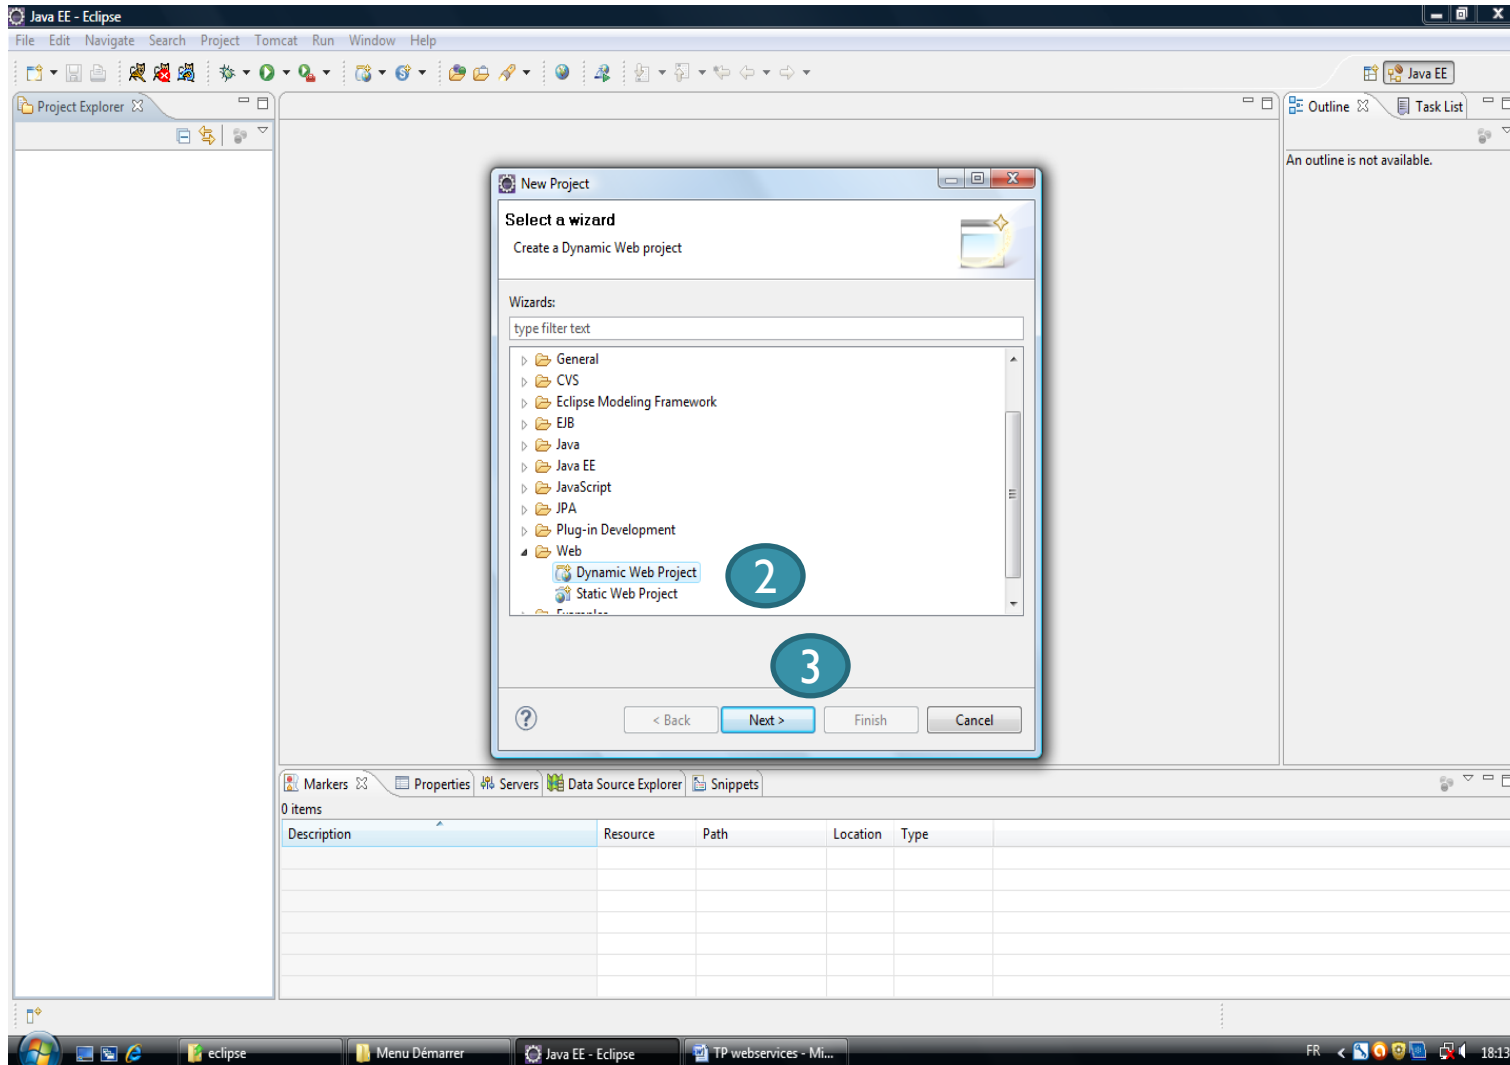 Java EE - Eclipse
File Edit Navigate Search Project Tomcat Run Window Help
Java EE
Project Explorer
Outline Task List
An outline is not available.
New Project
Select a wizard
Create a Dynamic Web project
Wizards:
type filter text
General
CVS
Eclipse Modeling Framework
EJB
Java
Java EE
JavaScript
JPA
Plug-in Development
Web
Dynamic Web Project
2
Static Web Project
Examples
3
< Back Next > Finish Cancel
Markers Properties Servers Data Source Explorer Snippets
0 items
Description Resource Path Location Type
eclipse Menu Démarrer Java EE - Eclipse TP webservices - Mi... FR 18:13